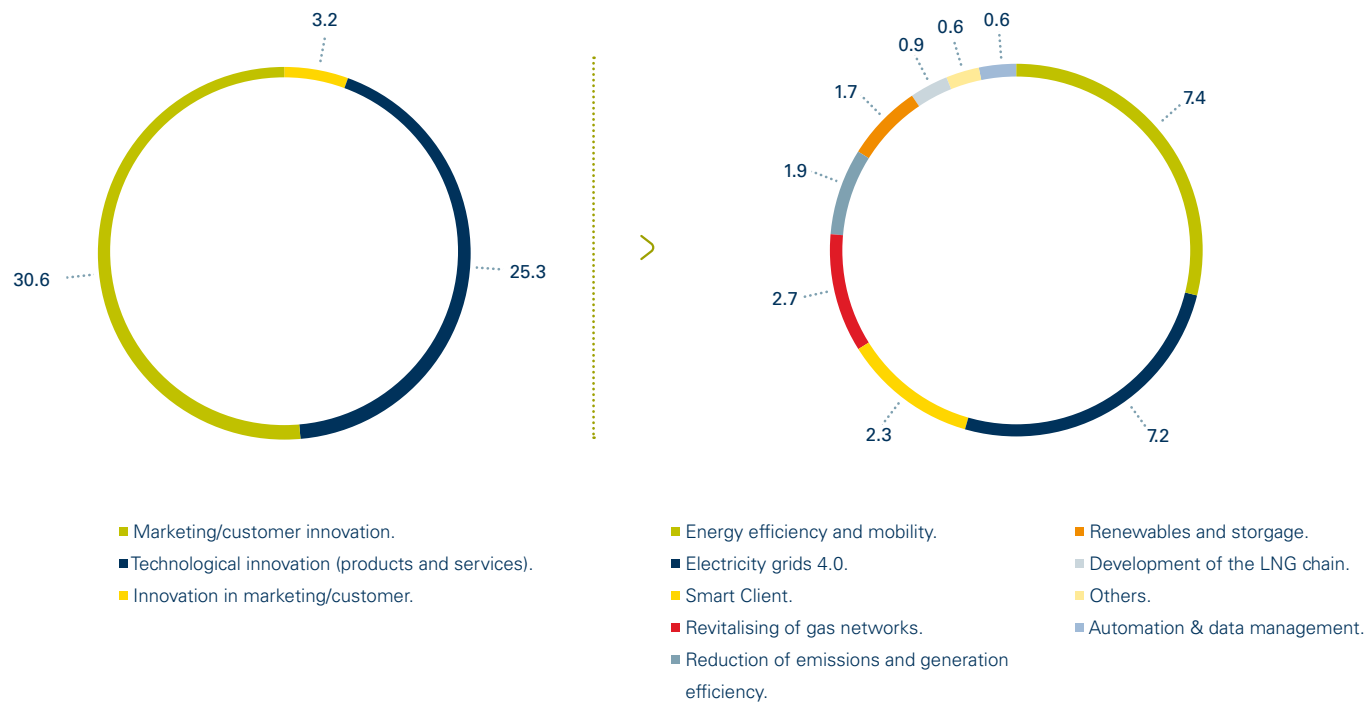 3.2
30.6
25.3
0.6
0.6
0.9
1.7
7.4
1.9
2.7
2.3
7.2
Marketing/customer innovation.
Technological innovation (products and services).
Innovation in marketing/customer.
Energy efficiency and mobility.
Electricity grids 4.0.
Smart Client.
Revitalising of gas networks.
Reduction of emissions and generation
efficiency.
Renewables and storgage.
Development of the LNG chain.
Others.
Automation & data management.